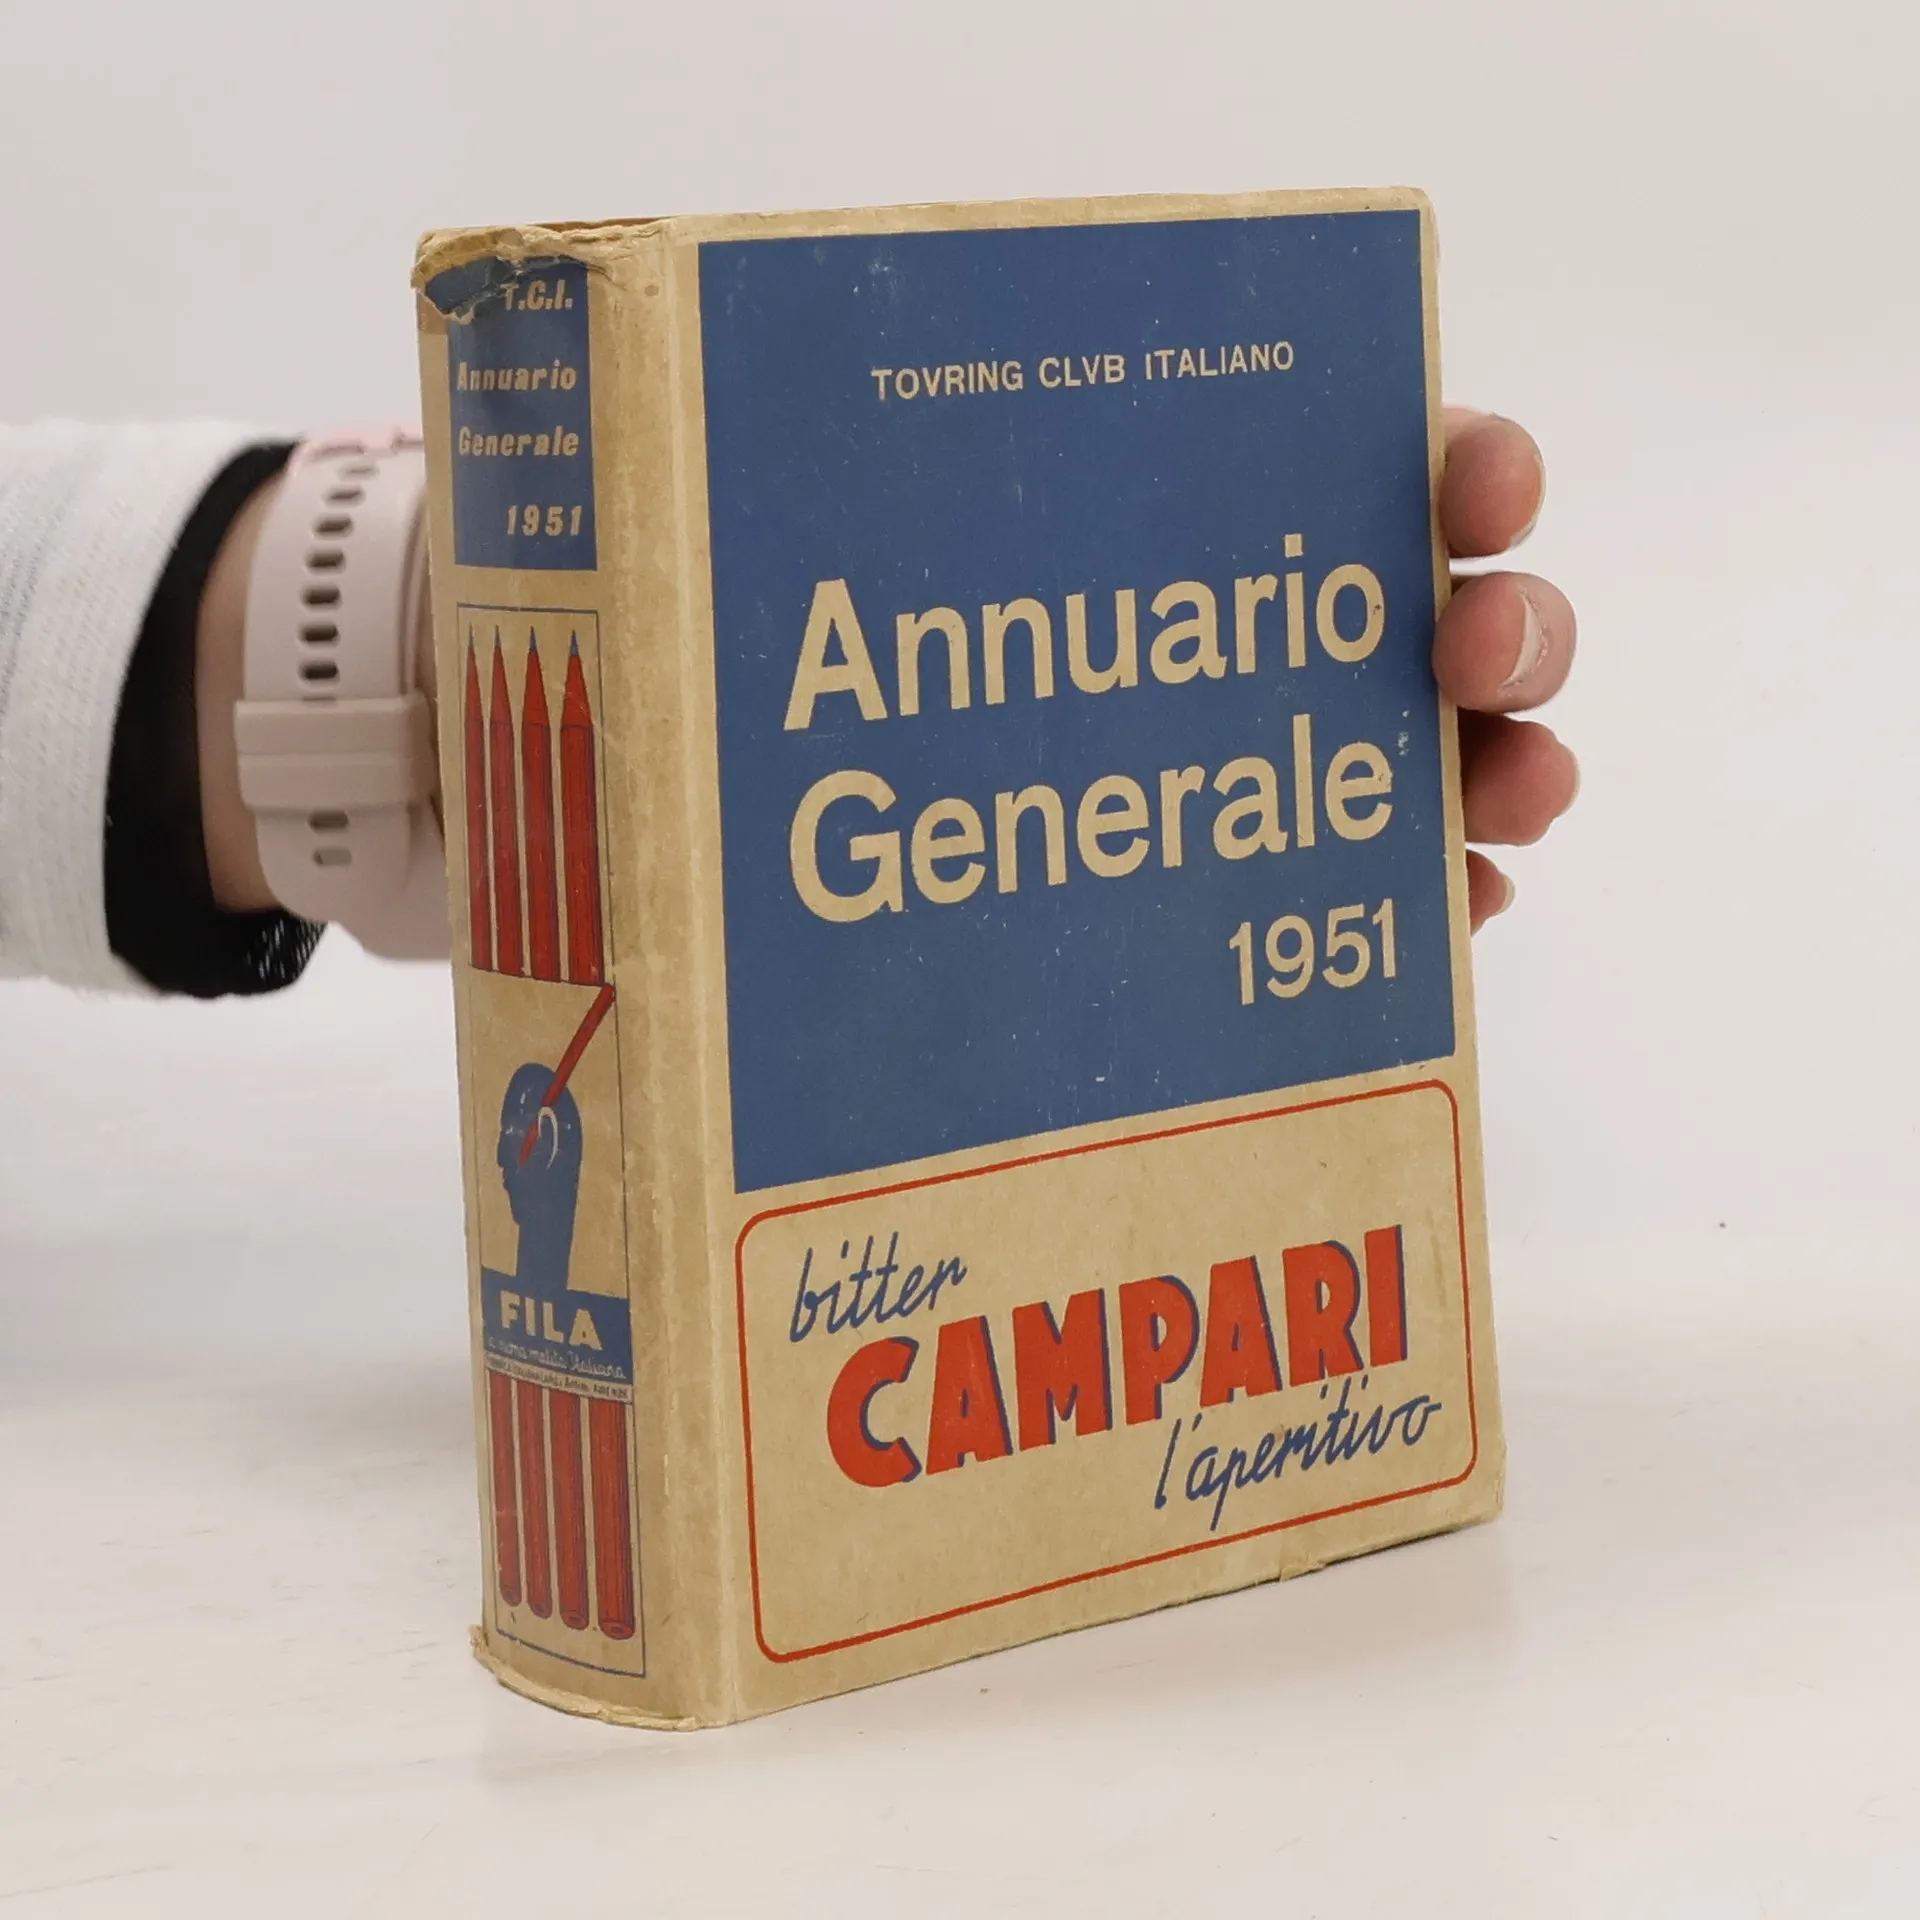 T.C.I.
Annuario
Generale
1951
FILA
TOVRING CLVB ITALIANO
Annuario
Generale
1951
bitter
CAMPARI
l'aperitivo